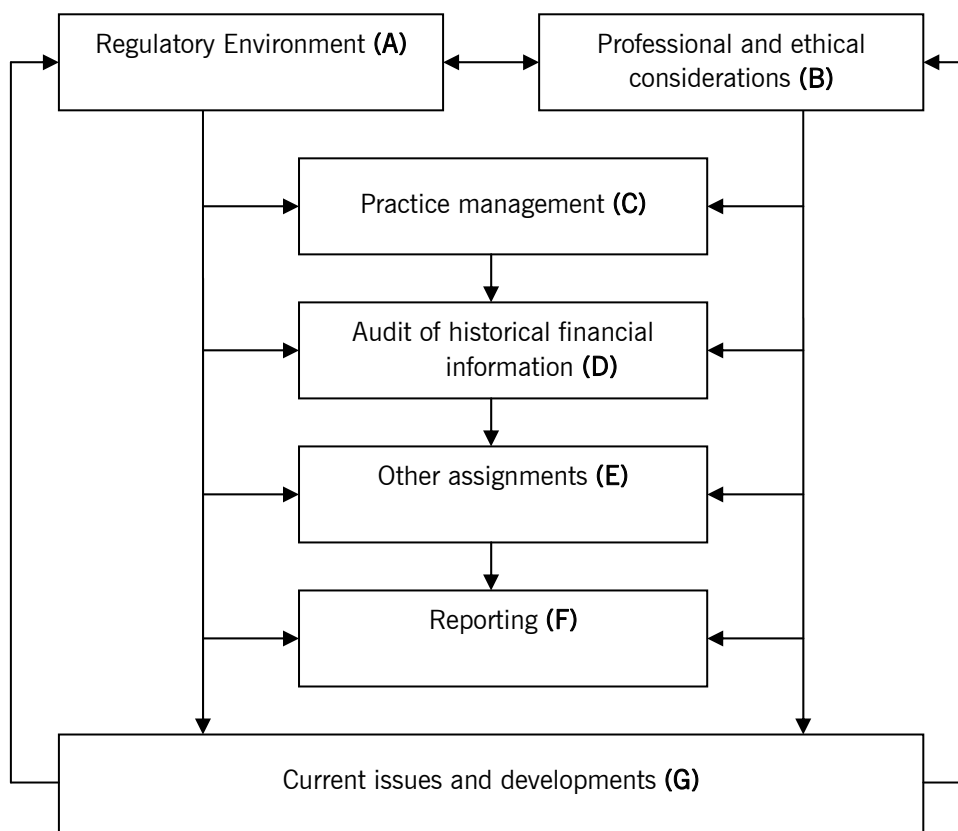 Regulatory Environment (A)
Professional and ethical
considerations (B)
Practice management (C)
Audit of historical financial
information (D)
Other assignments (E)
Reporting (F)
Current issues and developments (G)